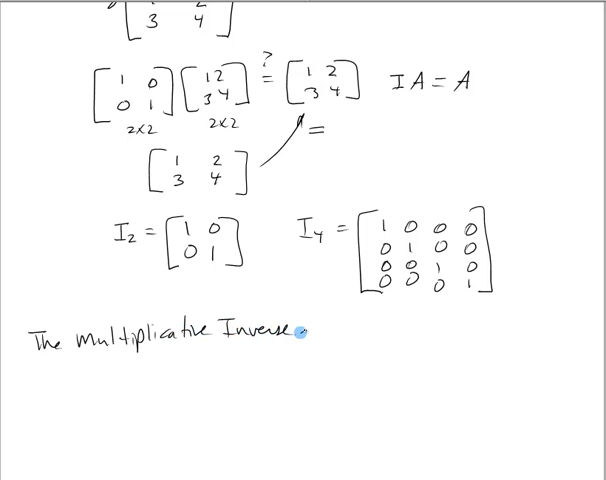 3 4
[1 0 0 1] [1 2 3 4] ?= [1 2 3 4] IA = A
2x2 2x2 =
[1 2 3 4]
I2 = [1 0 0 1] I4 = [1 0 0 0 0 1 0 0 0 0 1 0 0 0 0 1]
The Multiplicative Inverse